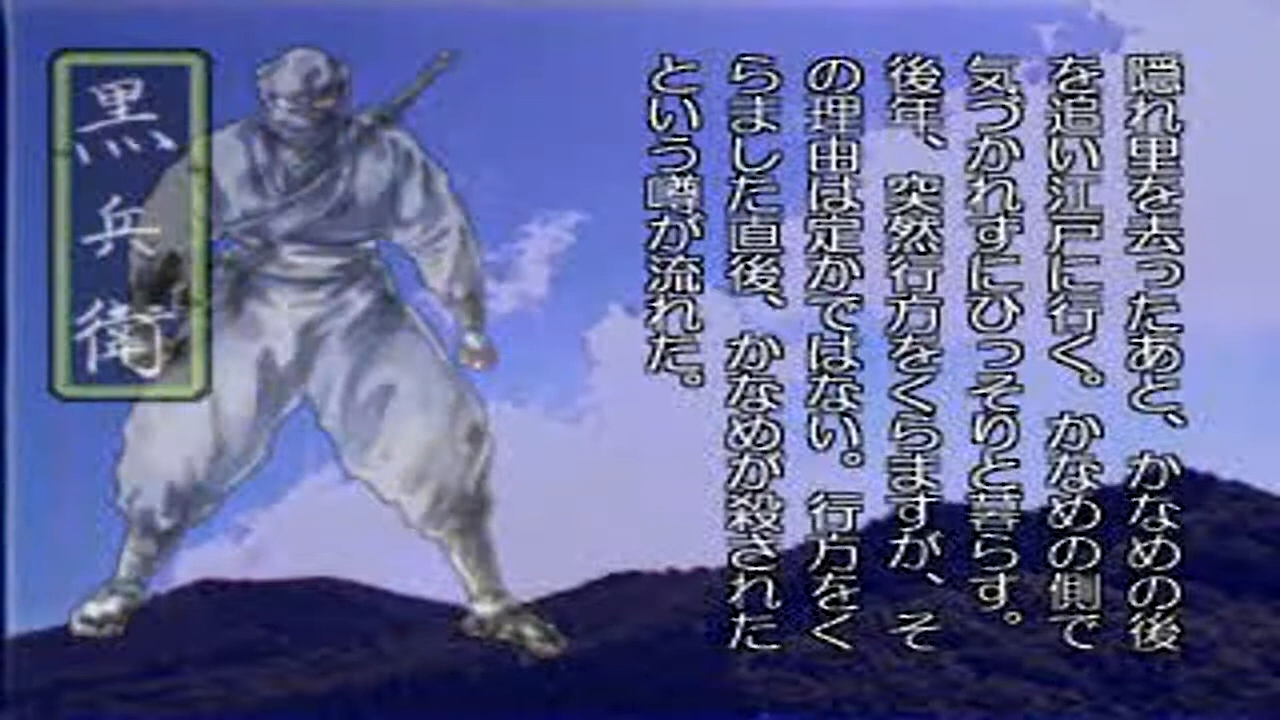 隠れ里を去ったあと、かなめの後
を追い江戸に行く。かなめの側で
気づかれずにひっそりと暮らす。
後年、突然行方をくらますが、そ
の理由は定かではない。行方をく
らました直後、かなめが殺された
という噂が流れた。
黒兵衛